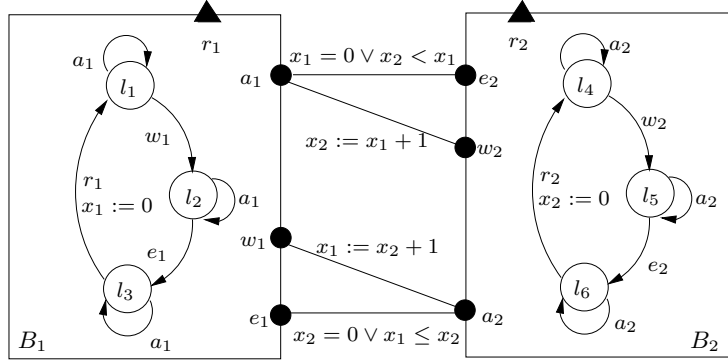 r₁
r₂
a₁
l₁
w₁
l₂
a₁
r₁
x₁ := 0
e₁
l₃
a₁
B₁
a₁
x₁ = 0 ∨ x₂ < x₁
e₂
x₂ := x₁ + 1
w₂
w₁
x₁ := x₂ + 1
e₁
a₂
x₂ = 0 ∨ x₁ ≤ x₂
a₂
l₄
w₂
l₅
a₂
r₂
x₂ := 0
e₂
l₆
a₂
B₂